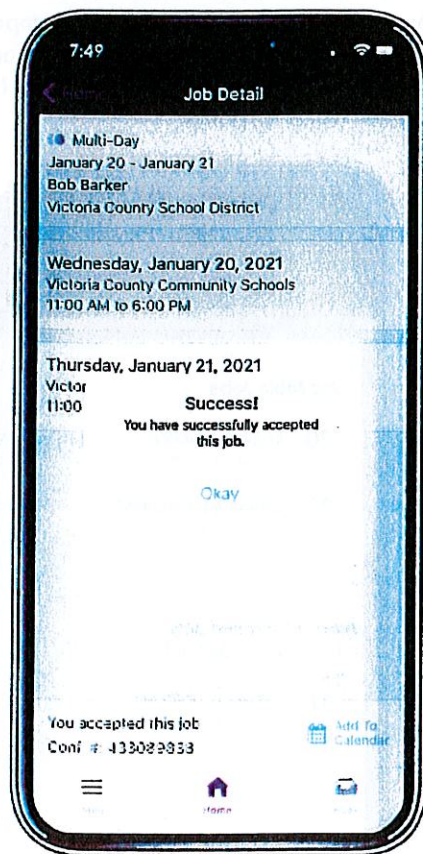 7:49
Job Detail
Multi-Day
January 20 - January 21
Bob Barker
Victoria County School District
Wednesday, January 20, 2021
Victoria County Community Schools
11:00 AM to 6:00 PM
Thursday, January 21, 2021
Victor
11:00
Success!
You have successfully accepted
this job.
Okay
You accepted this job
Add To
Calendar
Conf #:
Home